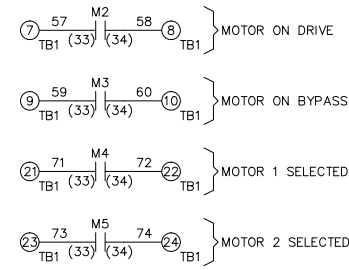 M2
7 57 58 8 MOTOR ON DRIVE
TB1 (33) (34) TB1
M3
9 59 60 10 MOTOR ON BYPASS
TB1 (33) (34) TB1
M4
21 71 72 22 MOTOR 1 SELECTED
TB1 (33) (34) TB1
M5
23 73 74 24 MOTOR 2 SELECTED
TB1 (33) (34) TB1